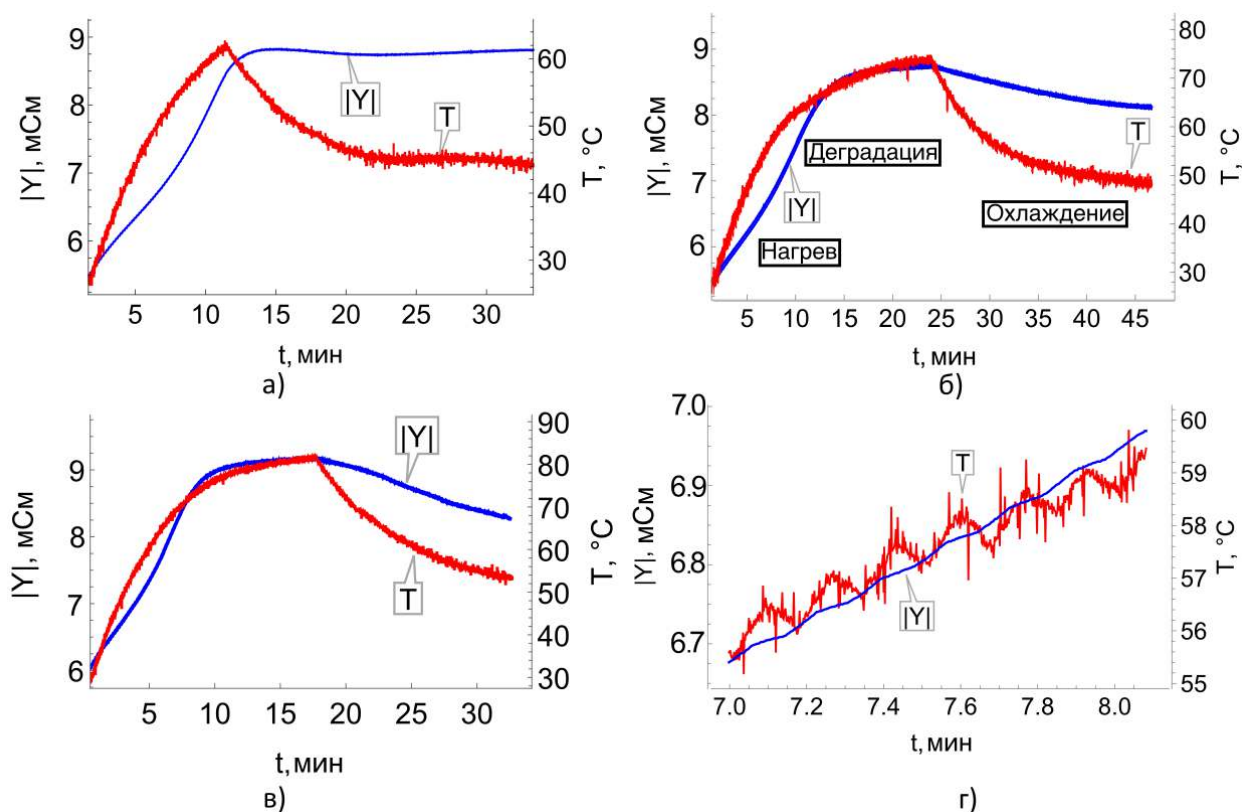 9
8
7
6
|Y|, мСм
60
45
30
T, °C
|Y|
T
5 10 15 20 25 30
t, мин
а)
9
8
7
6
|Y|, мСм
80
70
60
50
40
30
T, °C
Деградация
|Y|
T
Охлаждение
Нагрев
5 10 15 20 25 30 35 40 45
t, мин
б)
9
8
7
6
|Y|, мСм
90
80
70
60
50
40
30
T, °C
|Y|
T
5 10 15 20 25 30
t, мин
в)
7.0
6.9
6.8
6.7
|Y|, мСм
60
59
58
57
56
55
T, °C
T
|Y|
7.0 7.2 7.4 7.6 7.8 8.0
t, мин
г)